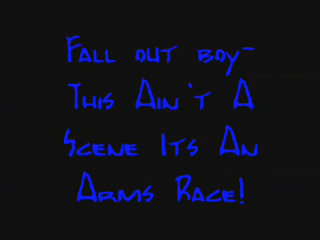 Fall out boy-
This Ain't A
Scene Its An
Arms Race!